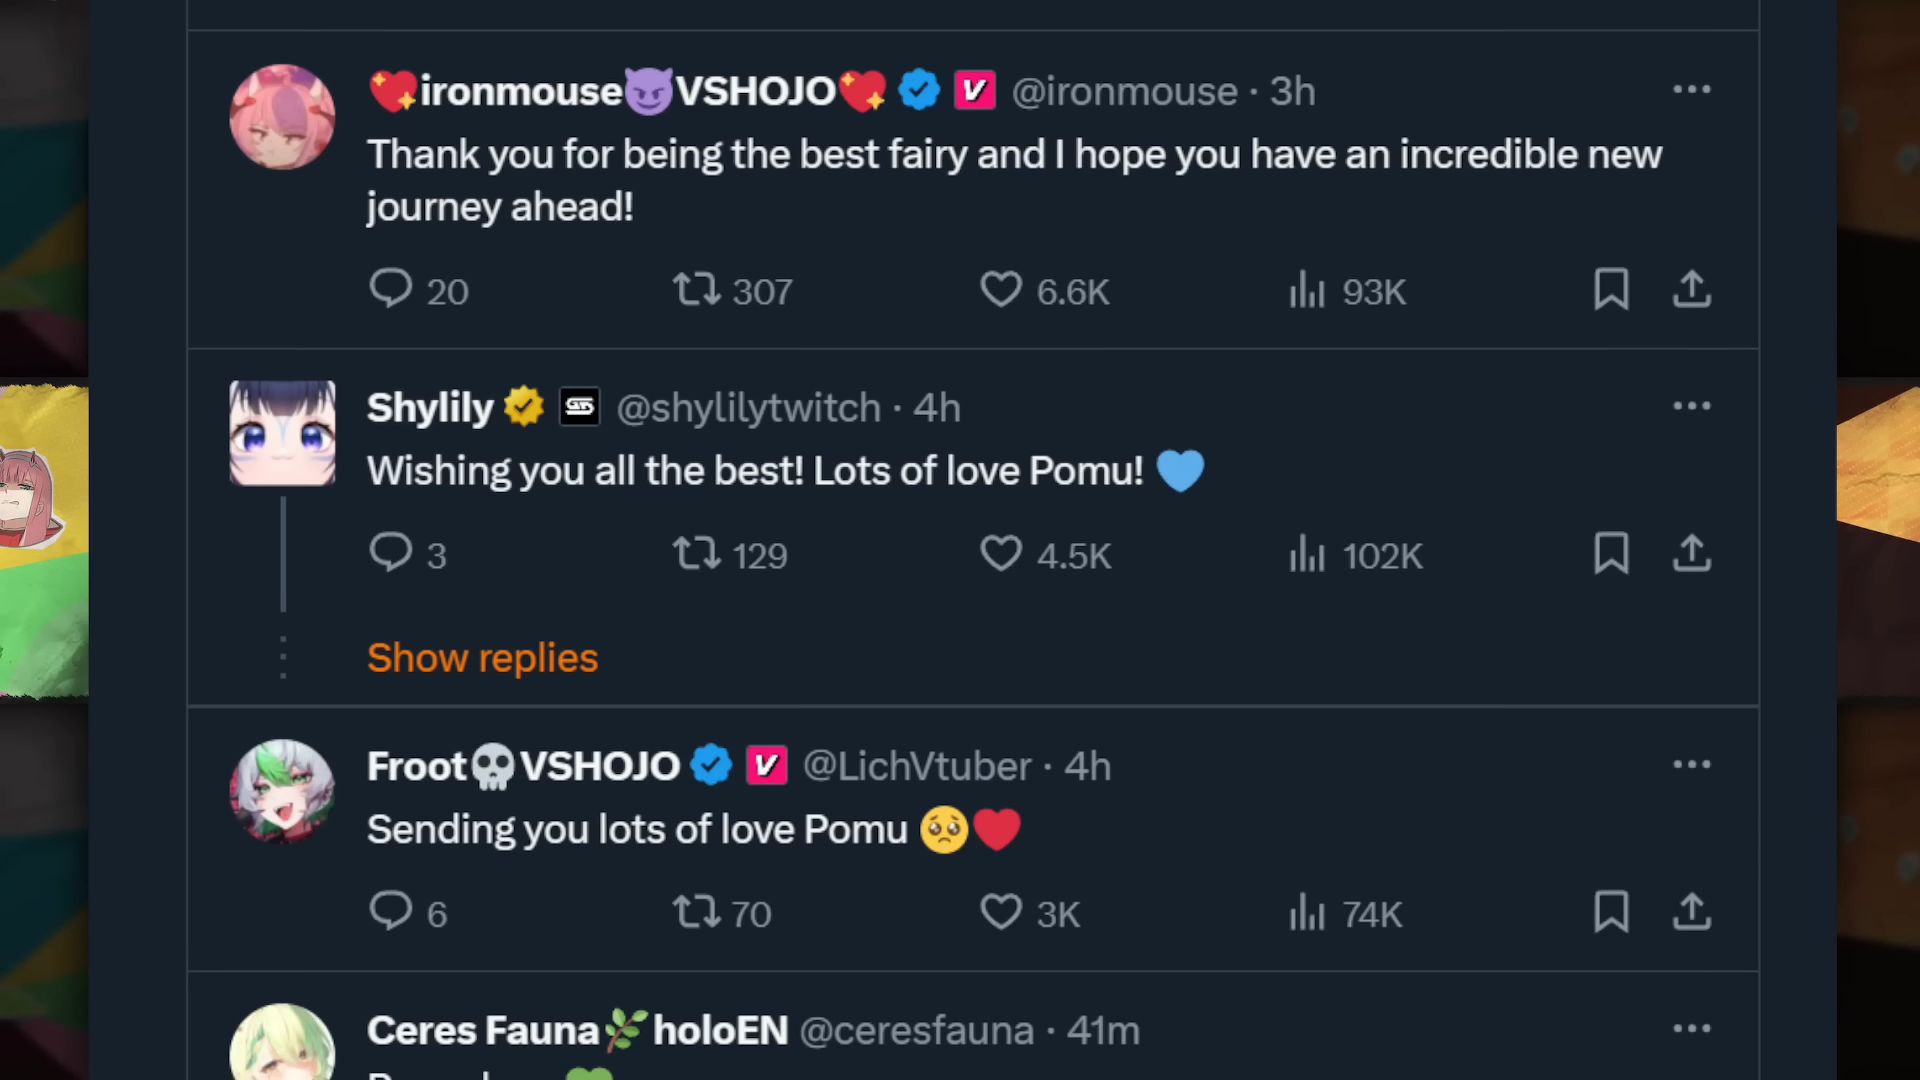 💖ironmouse😈VSHOJO💖 @ironmouse · 3h
Thank you for being the best fairy and I hope you have an incredible new
journey ahead!
20 307 6.6K 93K
Shylily @shylilytwitch · 4h
Wishing you all the best! Lots of love Pomu! 💙
3 129 4.5K 102K
Show replies
Froot💀VSHOJO @LichVtuber · 4h
Sending you lots of love Pomu 🥺❤️
6 70 3K 74K
Ceres Fauna🌿holoEN @ceresfauna · 41m